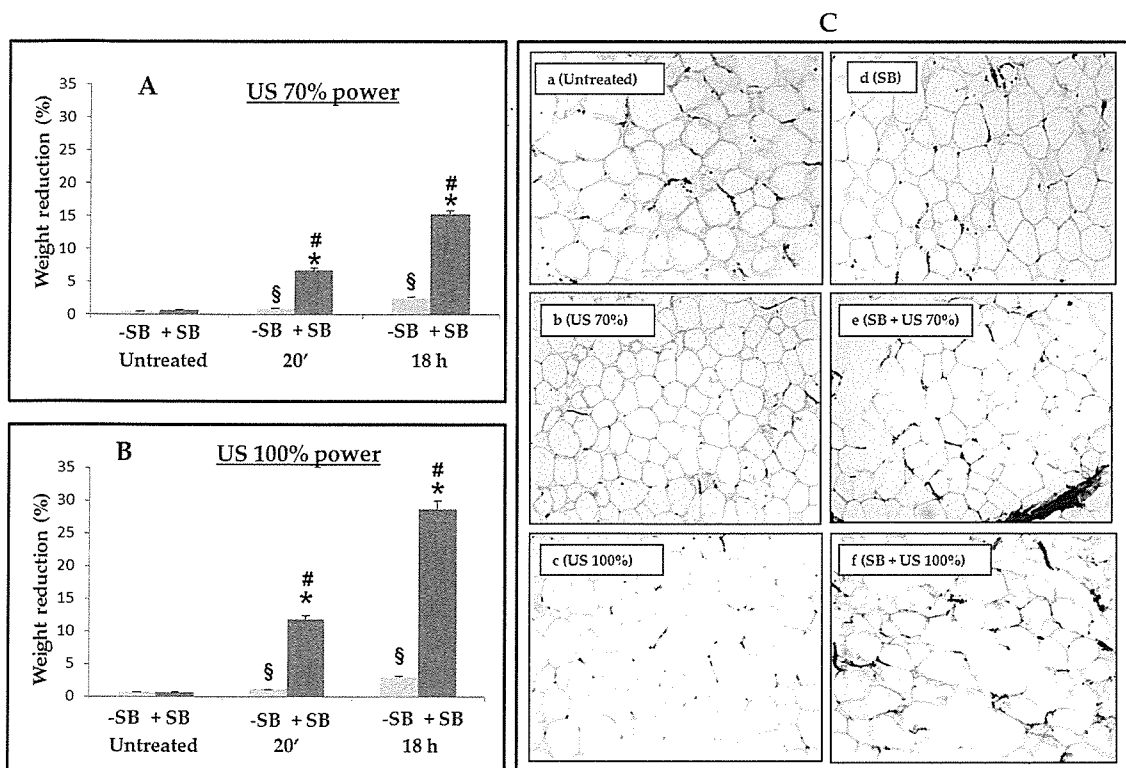 C
A
US 70% power
Weight reduction (%)
35
30
25
20
15
10
5
0
§
#
*
§
#
*
-SB + SB -SB + SB -SB + SB
Untreated 20′ 18 h
B
US 100% power
Weight reduction (%)
35
30
25
20
15
10
5
0
§
#
*
§
#
*
-SB + SB -SB + SB -SB + SB
Untreated 20′ 18 h
a (Untreated)
d (SB)
b (US 70%)
e (SB + US 70%)
c (US 100%)
f (SB + US 100%)